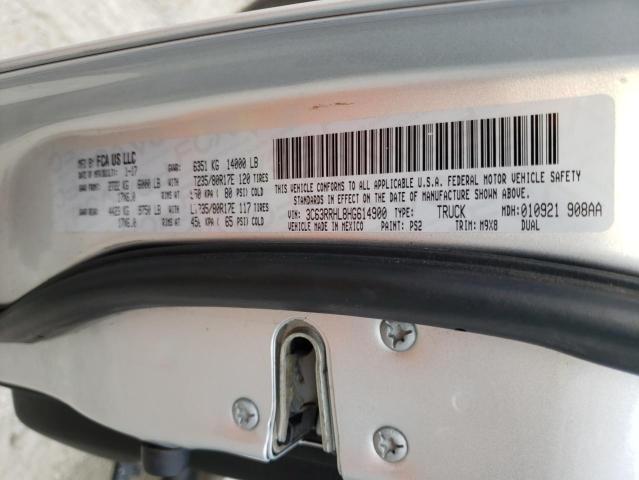 MFD BY: FCA US LLC
DATE OF MFR(BUILT): 1-17 GVWR: 6351 KG 14000 LB
GAWR FRONT: 2722 KG 6000 LB WITH LT235/80R17E 120 TIRES
17X6.0 RIMS AT 550 KPA ( 80 PSI) COLD
GAWR REAR: 4423 KG 9750 LB WITH LT235/80R17E 117 TIRES
17X6.0 RIMS AT 450 KPA ( 65 PSI) COLD
THIS VEHICLE CONFORMS TO ALL APPLICABLE U.S.A. FEDERAL MOTOR VEHICLE SAFETY
STANDARDS IN EFFECT ON THE DATE OF MANUFACTURE SHOWN ABOVE.
VIN: 3C63RRHL8HG614900 TYPE: TRUCK MDH: 010921 908AA
VEHICLE MADE IN MEXICO PAINT: PS2 TRIM: M9X8 DUAL